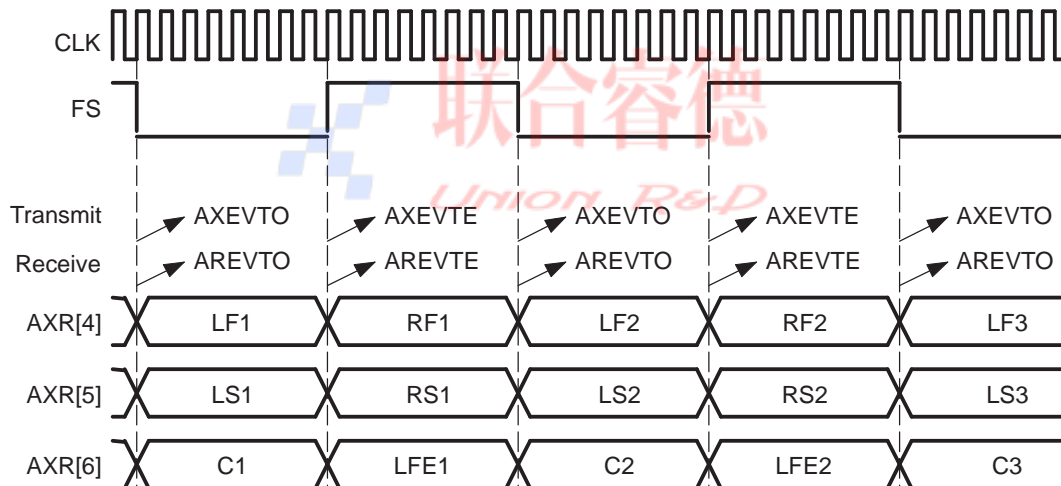 CLK
联合睿德
FS
Union R&D
Transmit AXEVTO AXEVTE AXEVTO AXEVTE AXEVTO
Receive AREVTO AREVTE AREVTO AREVTE AREVTO
AXR[4] LF1 RF1 LF2 RF2 LF3
AXR[5] LS1 RS1 LS2 RS2 LS3
AXR[6] C1 LFE1 C2 LFE2 C3